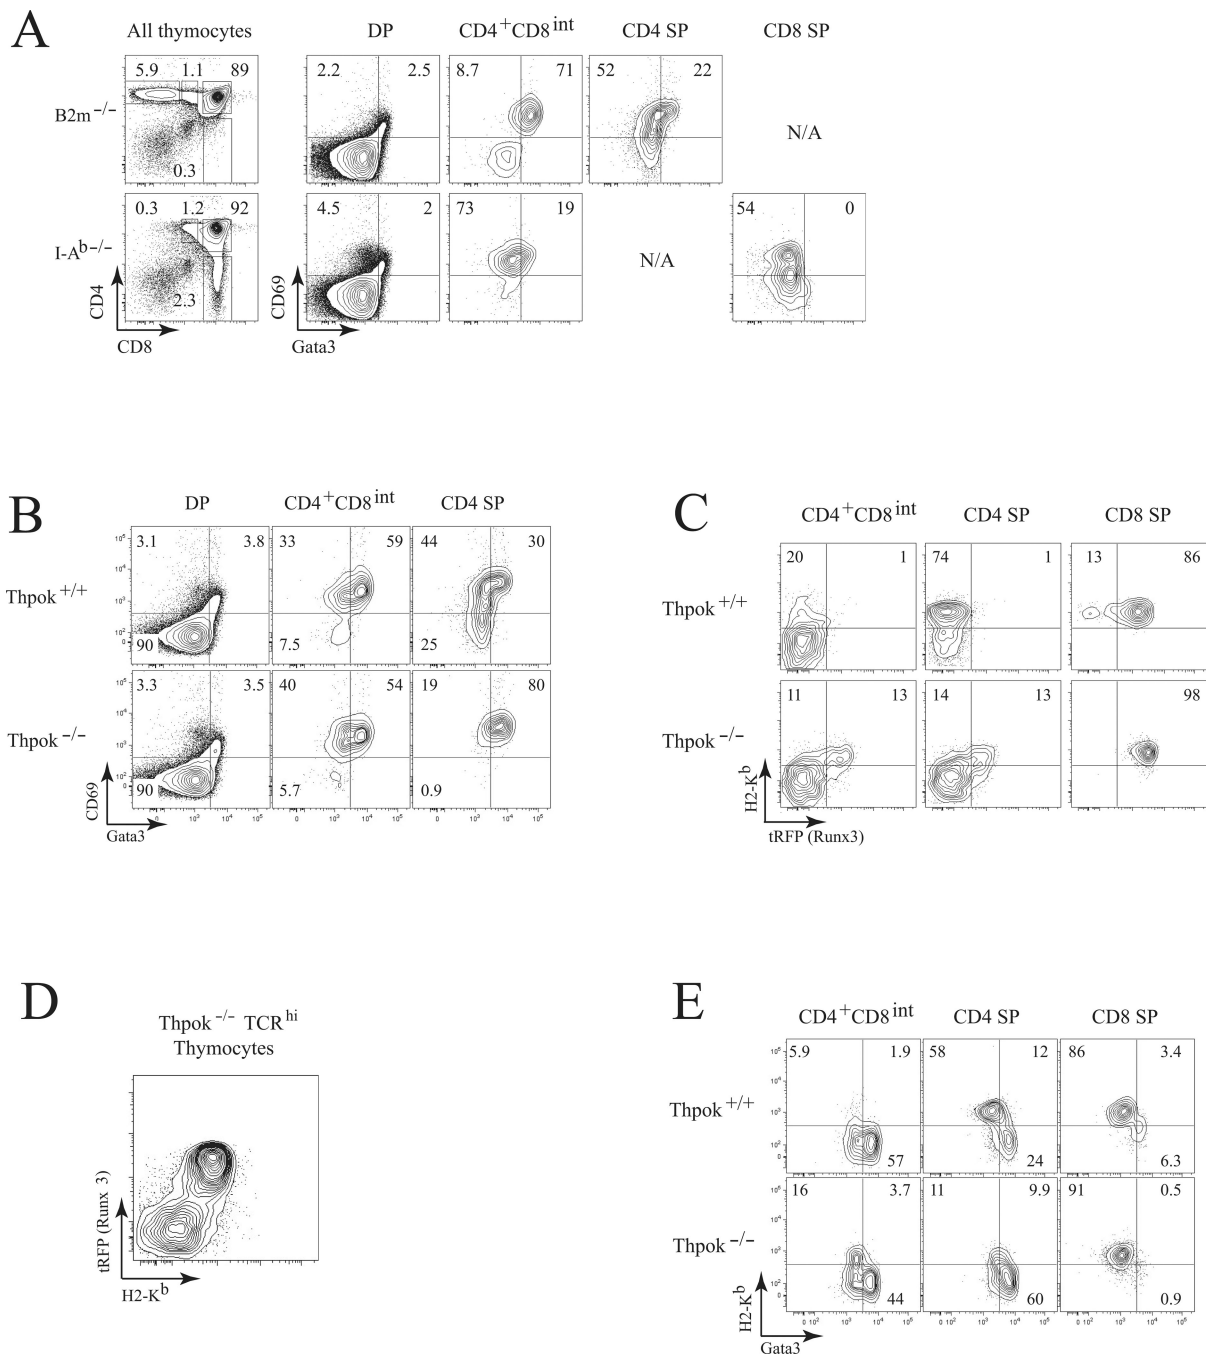 A
All thymocytes DP CD4+CD8int CD4 SP CD8 SP
B2m−/− 5.9 1.1 89 0.3 2.2 2.5 8.7 71 52 22 N/A
I-Ab−/− 0.3 1.2 92 2.3 4.5 2 73 19 N/A 54 0
CD4
CD8
CD69
Gata3
B
DP CD4+CD8int CD4 SP
Thpok+/+ 3.1 3.8 90 33 59 7.5 44 30 25
Thpok−/− 3.3 3.5 90 40 54 5.7 19 80 0.9
CD69
Gata3
C
CD4+CD8int CD4 SP CD8 SP
Thpok+/+ 20 1 74 1 13 86
Thpok−/− 11 13 14 13 98
H2-Kb
tRFP (Runx3)
D
Thpok−/− TCRhi
Thymocytes
tRFP (Runx 3)
H2-Kb
E
CD4+CD8int CD4 SP CD8 SP
Thpok+/+ 5.9 1.9 57 58 12 24 86 3.4 6.3
Thpok−/− 16 3.7 44 11 9.9 60 91 0.5 0.9
H2-Kb
Gata3